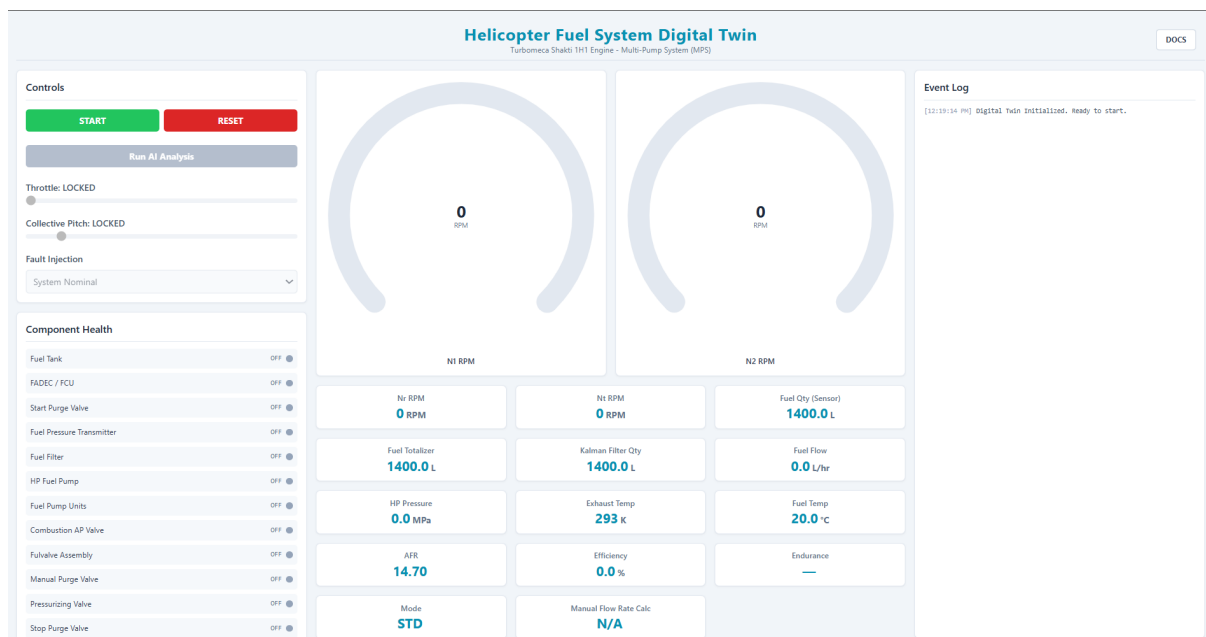 Helicopter Fuel System Digital Twin
Turbomeca Shakti 1H1 Engine - Multi-Pump System (MPS)
DOCS
Controls
START
RESET
Run AI Analysis
Throttle: LOCKED
Collective Pitch: LOCKED
Fault Injection
System Nominal
Component Health
Fuel Tank OFF
FADEC / FCU OFF
Start Purge Valve OFF
Fuel Pressure Transmitter OFF
Fuel Filter OFF
HP Fuel Pump OFF
Fuel Pump Units OFF
Combustion AP Valve OFF
Fulvalve Assembly OFF
Manual Purge Valve OFF
Pressurizing Valve OFF
Stop Purge Valve OFF
0
RPM
N1 RPM
0
RPM
N2 RPM
Nr RPM
0 RPM
Nt RPM
0 RPM
Fuel Qty (Sensor)
1400.0 L
Fuel Totalizer
1400.0 L
Kalman Filter Qty
1400.0 L
Fuel Flow
0.0 L/hr
HP Pressure
0.0 MPa
Exhaust Temp
293 K
Fuel Temp
20.0 °C
AFR
14.70
Efficiency
0.0 %
Endurance
—
Mode
STD
Manual Flow Rate Calc
N/A
Event Log
[12:19:14 PM] Digital Twin Initialized. Ready to start.